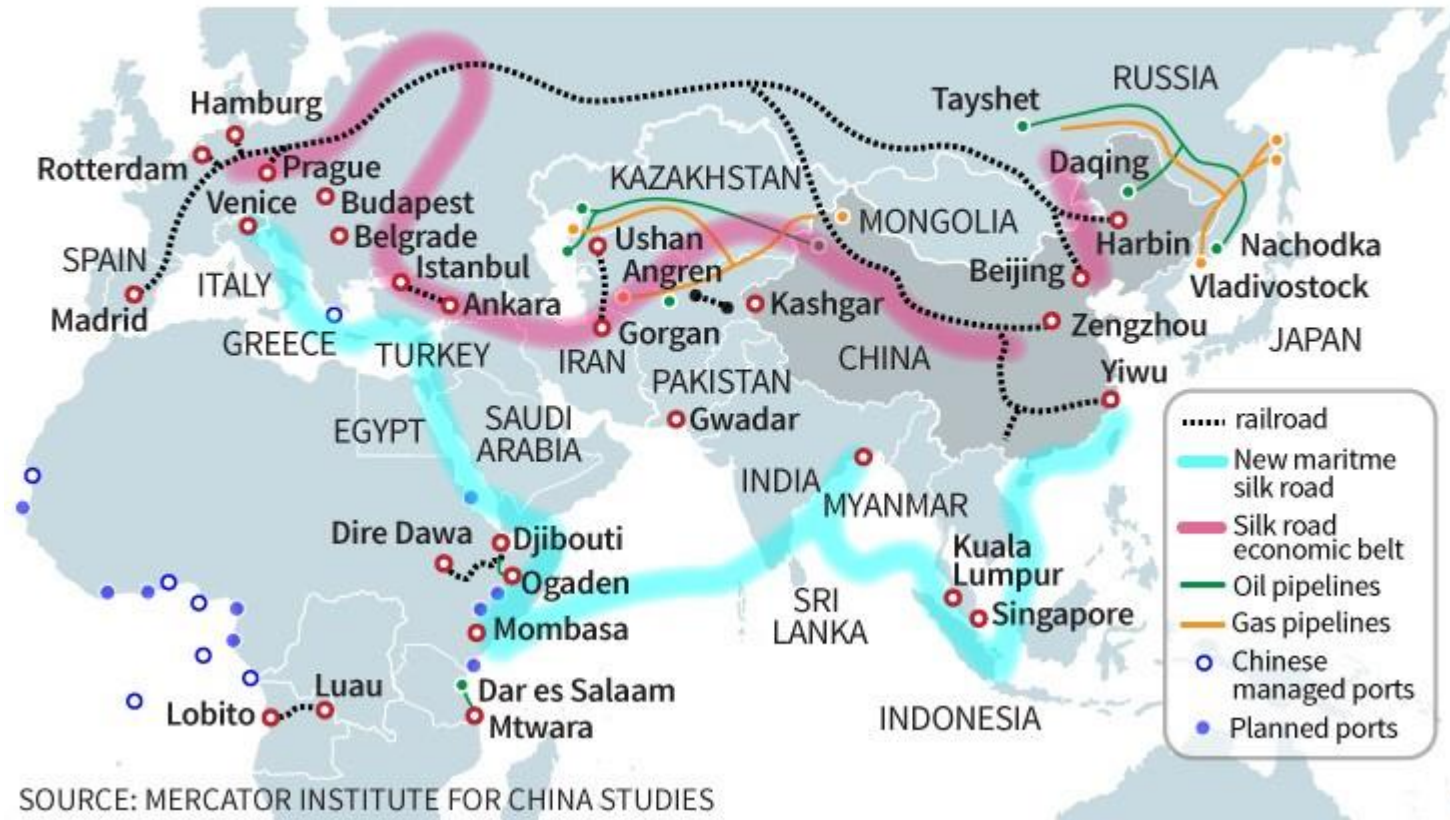 RUSSIA
Tayshet
Hamburg
Daqing
Rotterdam
Prague
KAZAKHSTAN
Venice
Budapest
MONGOLIA
Belgrade
Ushan
Harbin
Nachodka
SPAIN
Istanbul
Angren
Beijing
Vladivostock
ITALY
Ankara
Kashgar
Madrid
Gorgan
Zengzhou
GREECE
TURKEY
IRAN
CHINA
JAPAN
PAKISTAN
Yiwu
EGYPT
SAUDI
ARABIA
Gwadar
INDIA
MYANMAR
Dire Dawa
Djibouti
Ogaden
Kuala
Lumpur
SRI
LANKA
Singapore
Mombasa
Luau
Dar es Salaam
Lobito
Mtwara
INDONESIA
railroad
New maritme
silk road
Silk road
economic belt
Oil pipelines
Gas pipelines
Chinese
managed ports
Planned ports
SOURCE: MERCATOR INSTITUTE FOR CHINA STUDIES